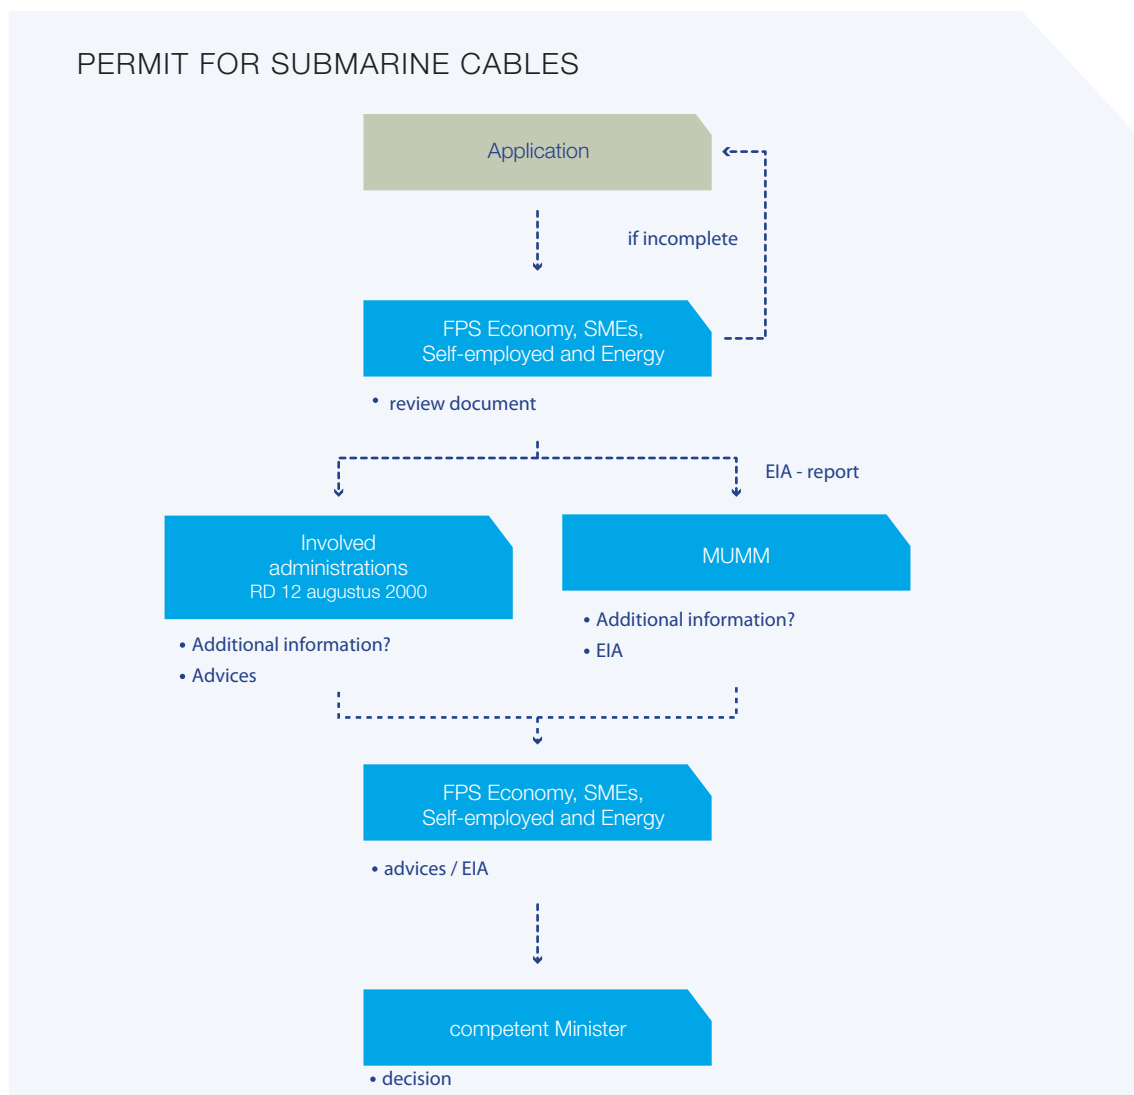 PERMIT FOR SUBMARINE CABLES
Application
if incomplete
FPS Economy, SMEs,
Self-employed and Energy
• review document
EIA - report
Involved
administrations
RD 12 augustus 2000
• Additional information?
• Advices
MUMM
• Additional information?
• EIA
FPS Economy, SMEs,
Self-employed and Energy
• advices / EIA
competent Minister
• decision